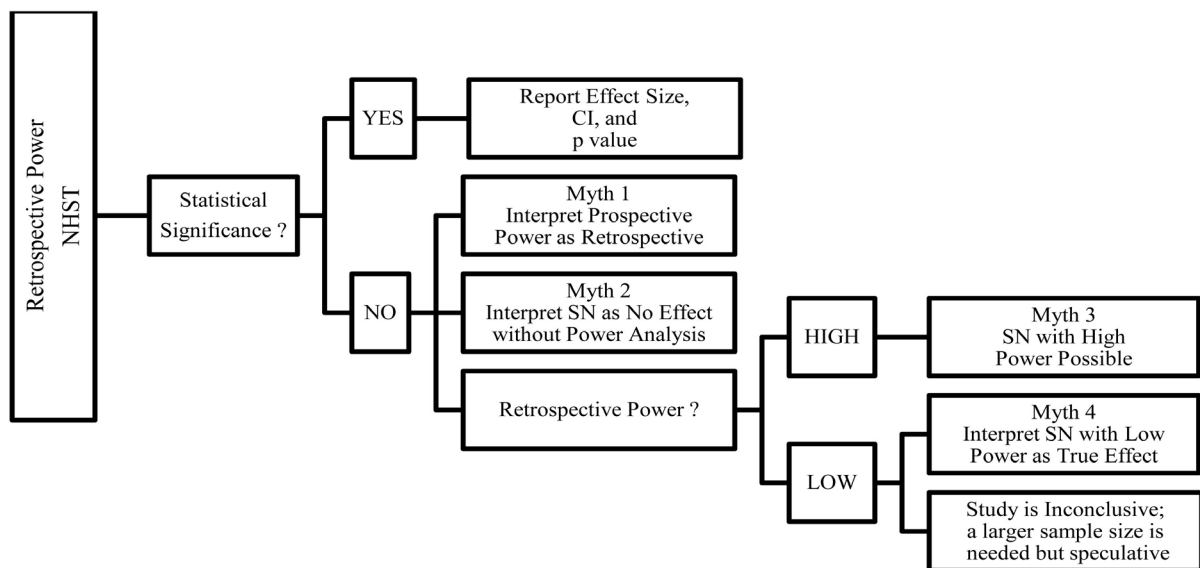 Retrospective Power
NHST
Statistical
Significance ?
YES
Report Effect Size,
CI, and
p value
NO
Myth 1
Interpret Prospective
Power as Retrospective
Myth 2
Interpret SN as No Effect
without Power Analysis
Retrospective Power ?
HIGH
Myth 3
SN with High
Power Possible
LOW
Myth 4
Interpret SN with Low
Power as True Effect
Study is Inconclusive;
a larger sample size is
needed but speculative